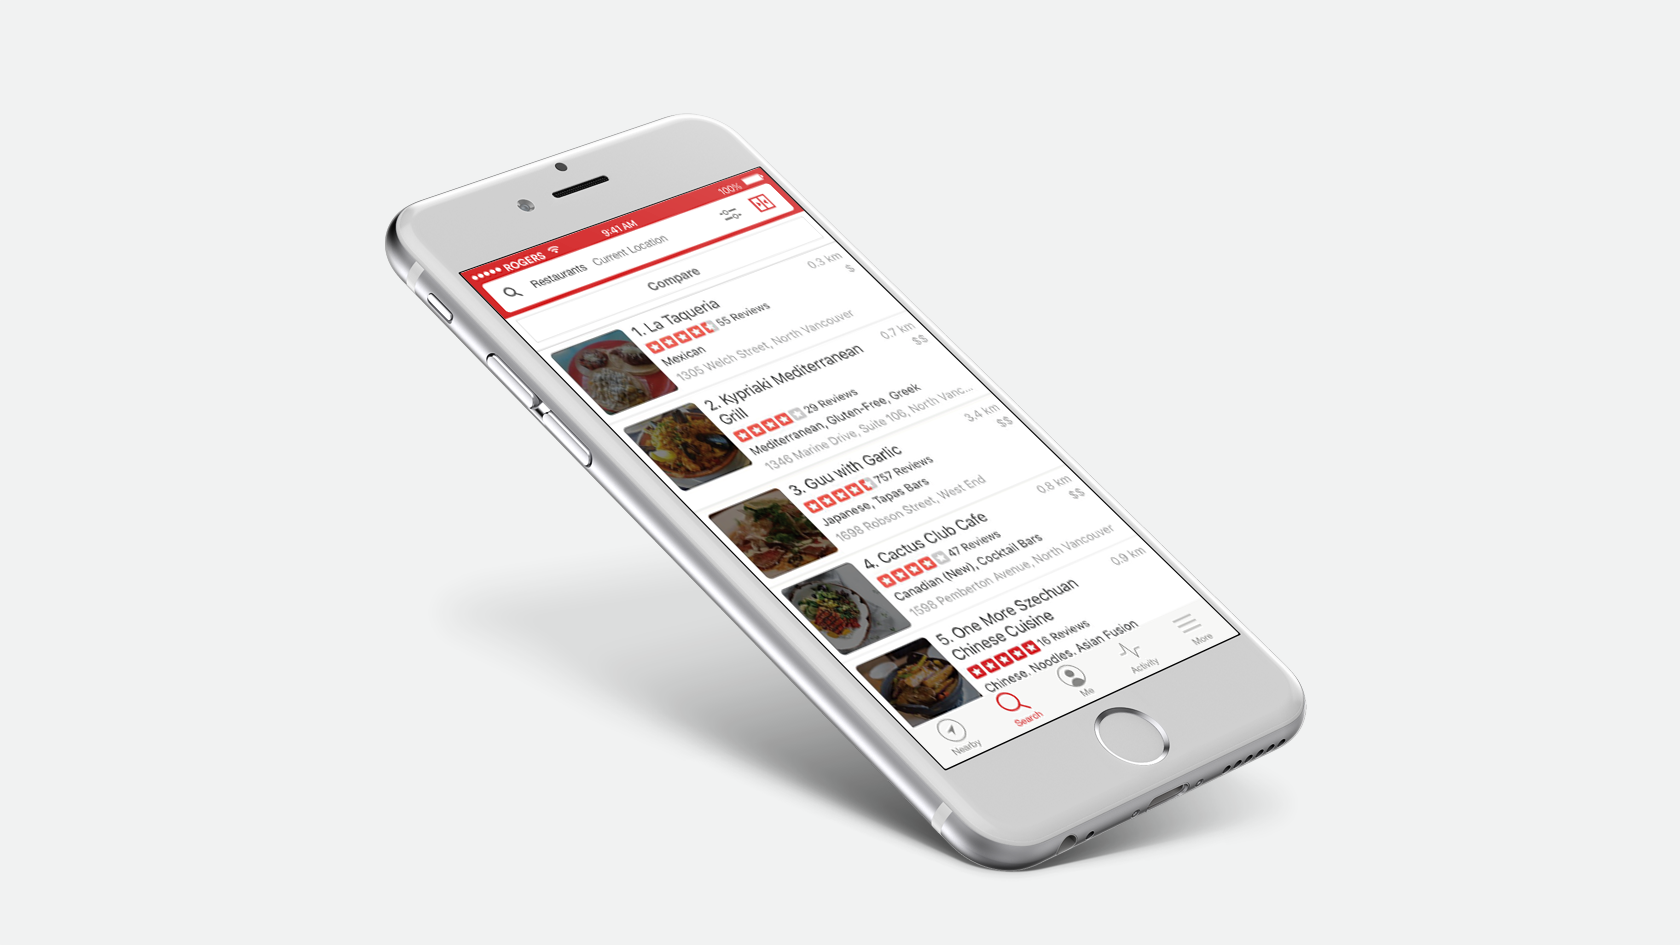 ROGERS 9:41 AM 100%
Restaurants Current Location
Compare
1. La Taqueria 0.3 km
55 Reviews $
Mexican
1305 Welch Street, North Vancouver
2. Kypriaki Mediterranean 0.7 km
Grill $$
29 Reviews
Mediterranean, Gluten-Free, Greek
1346 Marine Drive, Suite 106, North Vanc...
3. Guu with Garlic 3.4 km
757 Reviews $$
Japanese, Tapas Bars
1698 Robson Street, West End
4. Cactus Club Cafe 0.8 km
47 Reviews $$
Canadian (New), Cocktail Bars
1598 Pemberton Avenue, North Vancouver
5. One More Szechuan 0.9 km
Chinese Cuisine
16 Reviews
Chinese, Noodles, Asian Fusion
Nearby Search Me Activity More